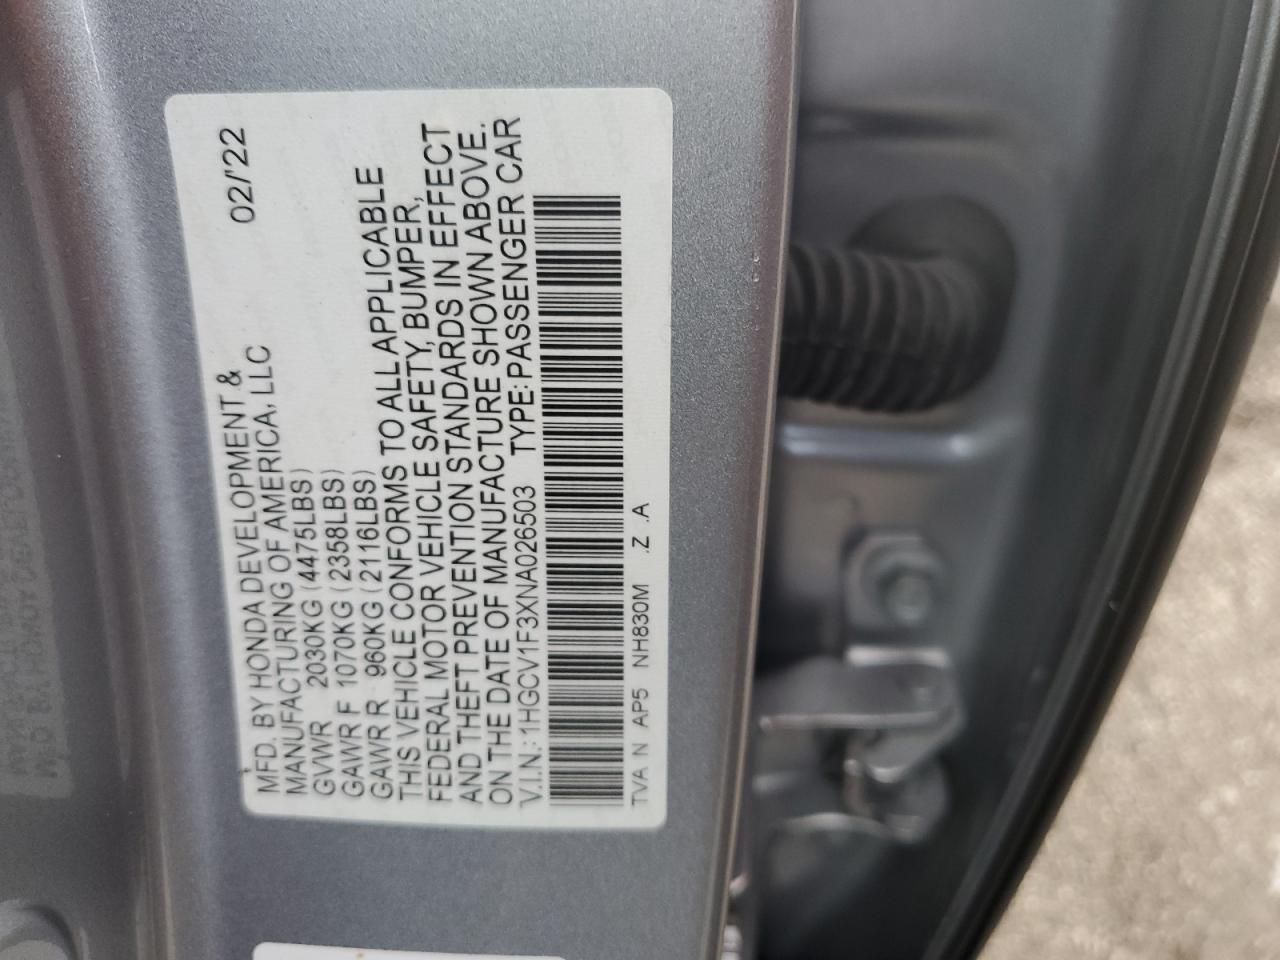 MFD. BY HONDA DEVELOPMENT & 02/'22
MANUFACTURING OF AMERICA, LLC
GVWR 2030KG (4475LBS)
GAWR F 1070KG (2358LBS)
GAWR R 960KG (2116LBS)
THIS VEHICLE CONFORMS TO ALL APPLICABLE
FEDERAL MOTOR VEHICLE SAFETY, BUMPER,
AND THEFT PREVENTION STANDARDS IN EFFECT
ON THE DATE OF MANUFACTURE SHOWN ABOVE.
V.I.N.: 1HGCV1F3XNA026503 TYPE: PASSENGER CAR
TVA N AP5 NH830M .Z .A